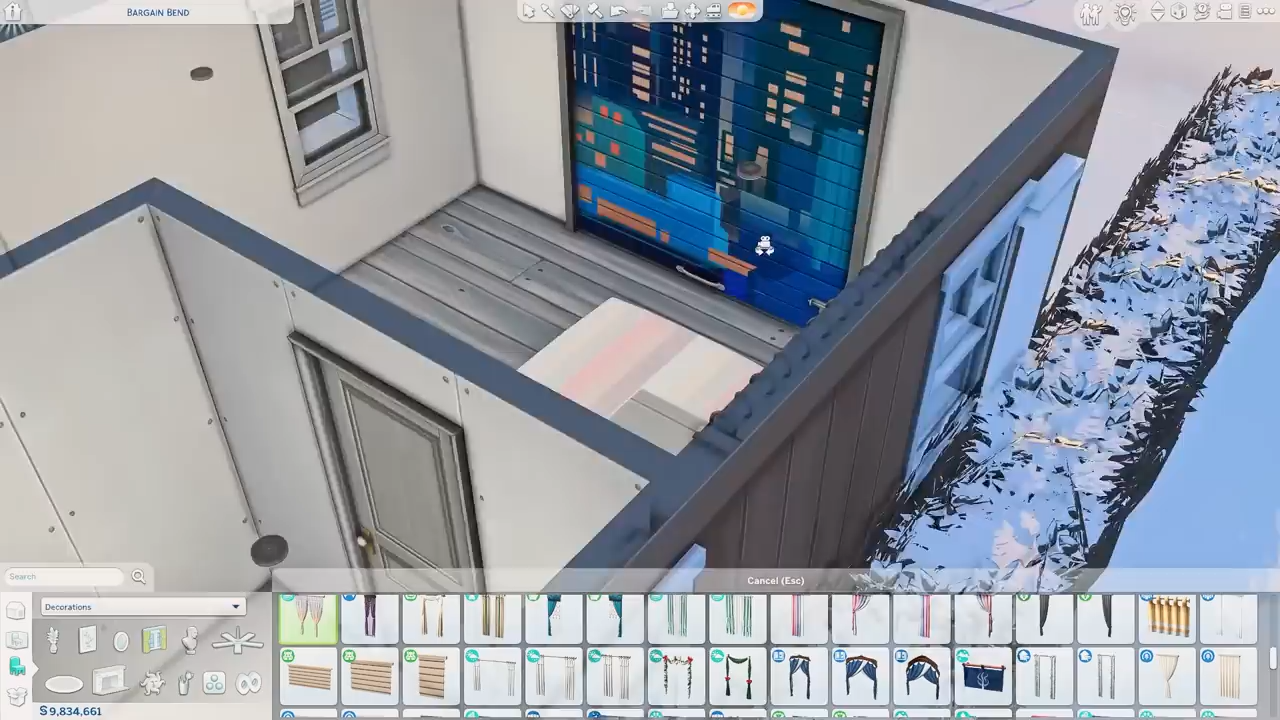 BARGAIN BEND
Search
Cancel (Esc)
Decorations
§9,834,661